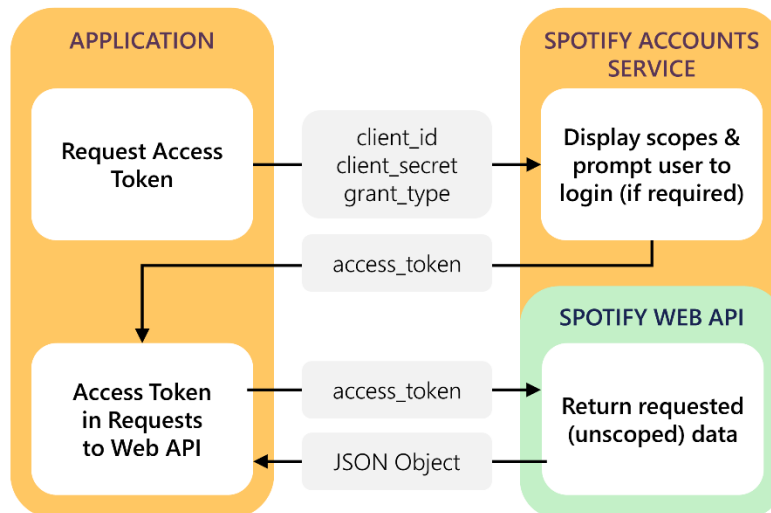 APPLICATION
SPOTIFY ACCOUNTS
SERVICE
Request Access
Token
client_id
client_secret
grant_type
Display scopes &
prompt user to
login (if required)
access_token
SPOTIFY WEB API
Access Token
in Requests
to Web API
access_token
JSON Object
Return requested
(unscoped) data